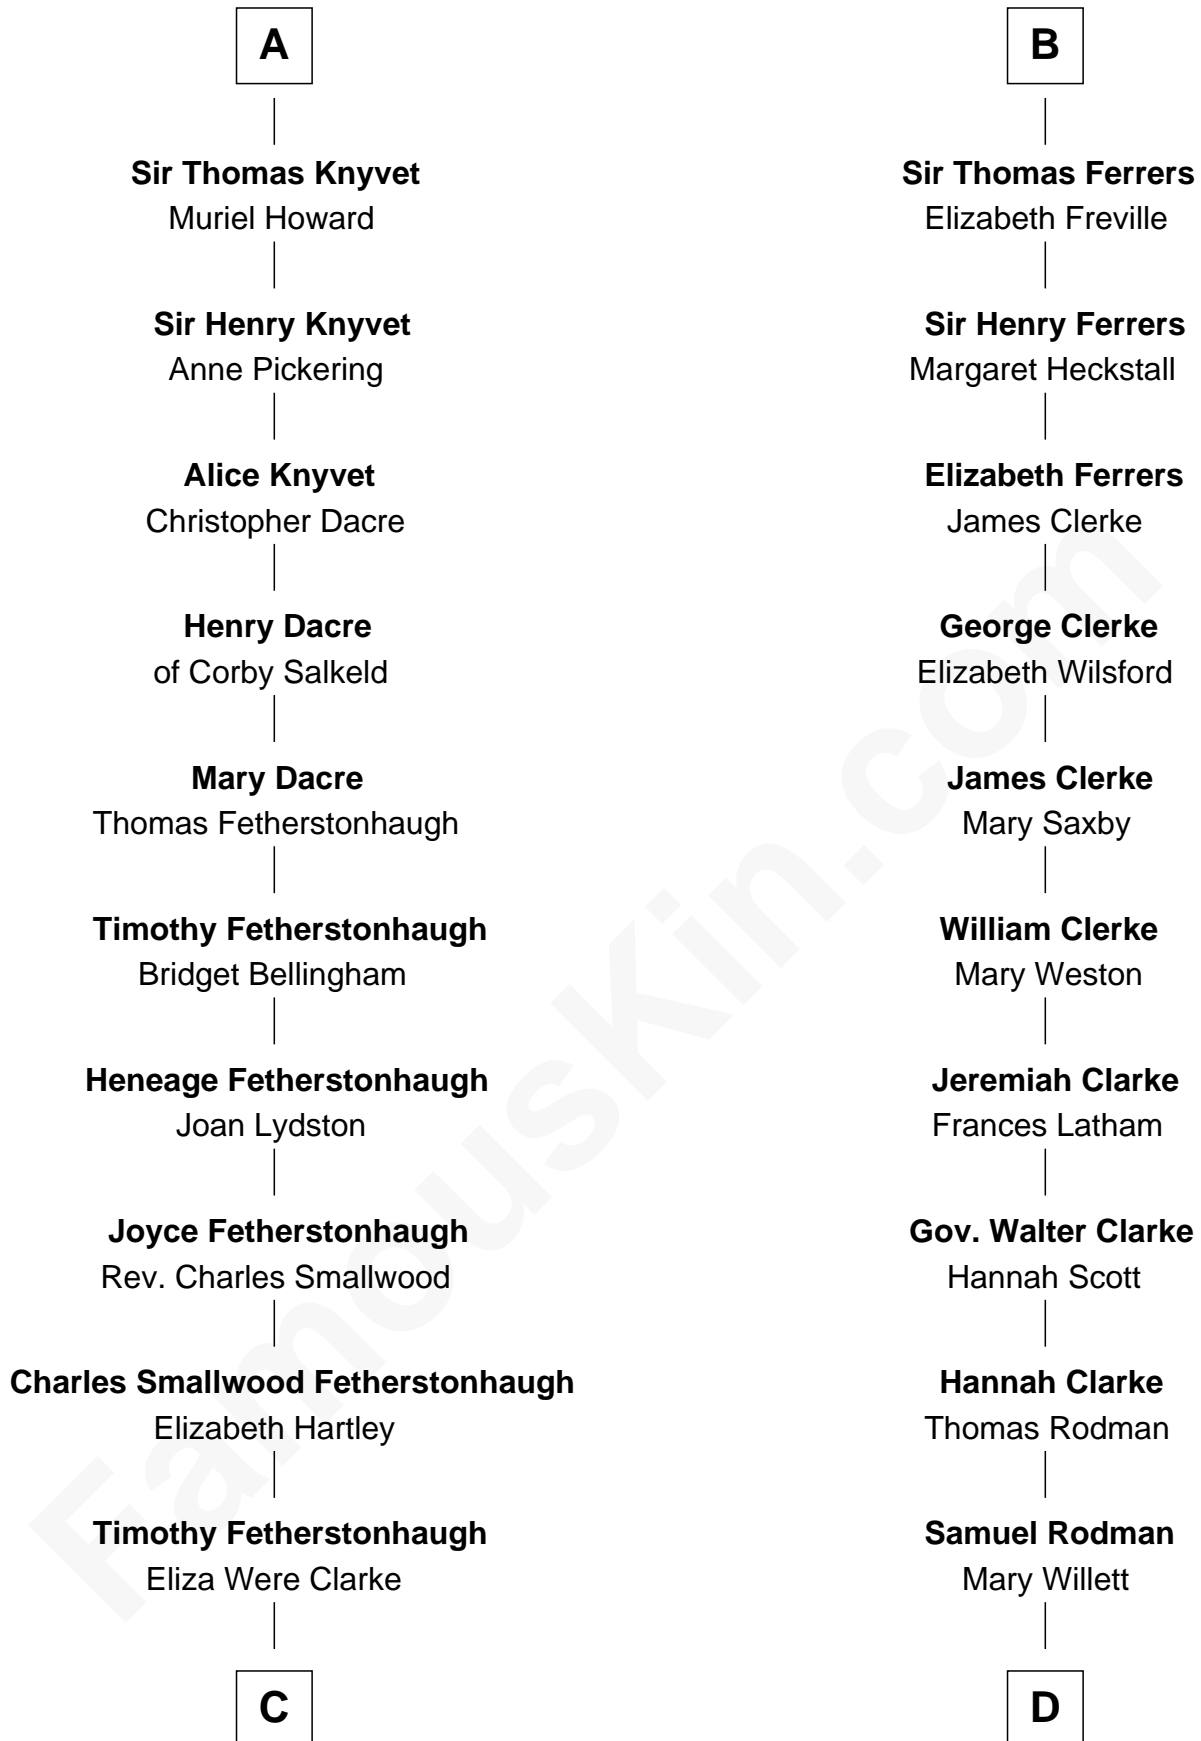 A
Sir Thomas Knyvet
Muriel Howard
Sir Henry Knyvet
Anne Pickering
Alice Knyvet
Christopher Dacre
Henry Dacre
of Corby Salkeld
Mary Dacre
Thomas Fetherstonhaugh
Timothy Fetherstonhaugh
Bridget Bellingham
Heneage Fetherstonhaugh
Joan Lydston
Joyce Fetherstonhaugh
Rev. Charles Smallwood
Charles Smallwood Fetherstonhaugh
Elizabeth Hartley
Timothy Fetherstonhaugh
Eliza Were Clarke
C
B
Sir Thomas Ferrers
Elizabeth Freville
Sir Henry Ferrers
Margaret Heckstall
Elizabeth Ferrers
James Clerke
George Clerke
Elizabeth Wilsford
James Clerke
Mary Saxby
William Clerke
Mary Weston
Jeremiah Clarke
Frances Latham
Gov. Walter Clarke
Hannah Scott
Hannah Clarke
Thomas Rodman
Samuel Rodman
Mary Willett
D
FamousKin.com